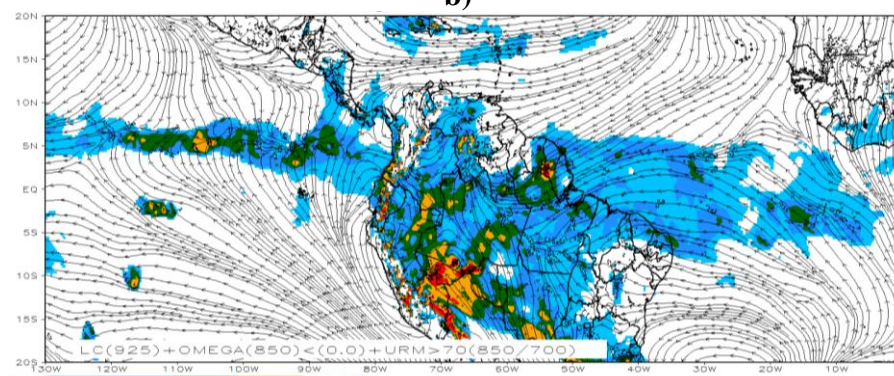 b)
20N
15N
10N
5N
EQ
5S
10S
15S
20S
LC(925)+OMEGA(850)<(0.0)+URM>70(850/700)
130W 120W 110W 100W 90W 80W 70W 60W 50W 40W 30W 20W 10W